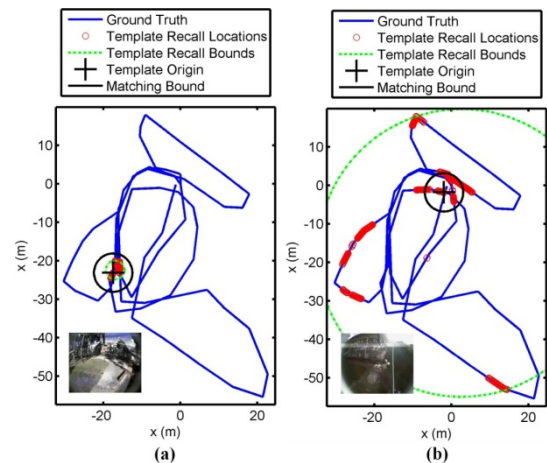 Ground Truth
Template Recall Locations
Template Recall Bounds
Template Origin
Matching Bound
Ground Truth
Template Recall Locations
Template Recall Bounds
Template Origin
Matching Bound
20
10
0
-10
-20
-30
-40
-50
x (m)
-20
0
20
x (m)
(a)
20
10
0
-10
-20
-30
-40
-50
x (m)
-20
0
20
x (m)
(b)